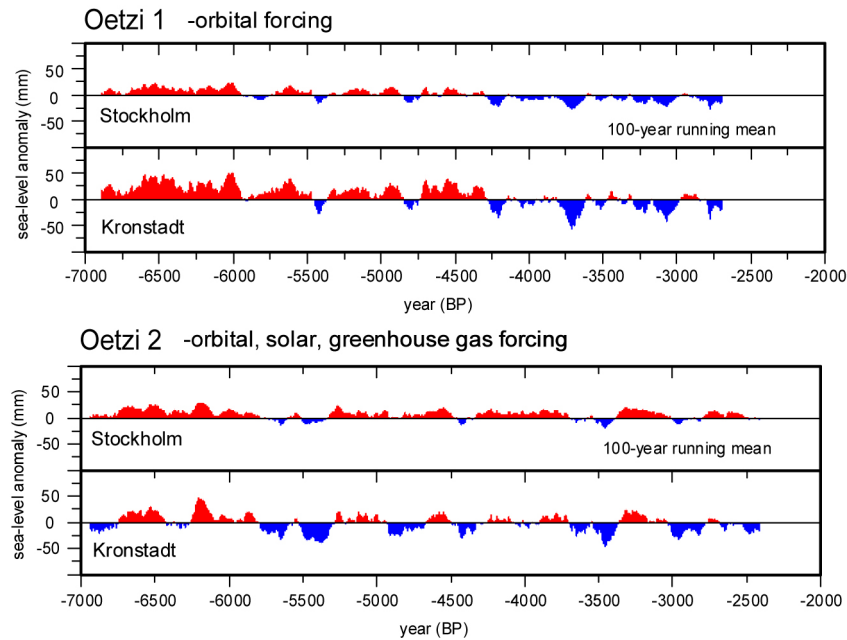 Oetzi 1 -orbital forcing
50
0
-50
Stockholm
100-year running mean
50
0
-50
Kronstadt
sea-level anomaly (mm)
-7000 -6500 -6000 -5500 -5000 -4500 -4000 -3500 -3000 -2500 -2000
year (BP)
Oetzi 2 -orbital, solar, greenhouse gas forcing
50
0
-50
Stockholm
100-year running mean
50
0
-50
Kronstadt
sea-level anomaly (mm)
-7000 -6500 -6000 -5500 -5000 -4500 -4000 -3500 -3000 -2500 -2000
year (BP)